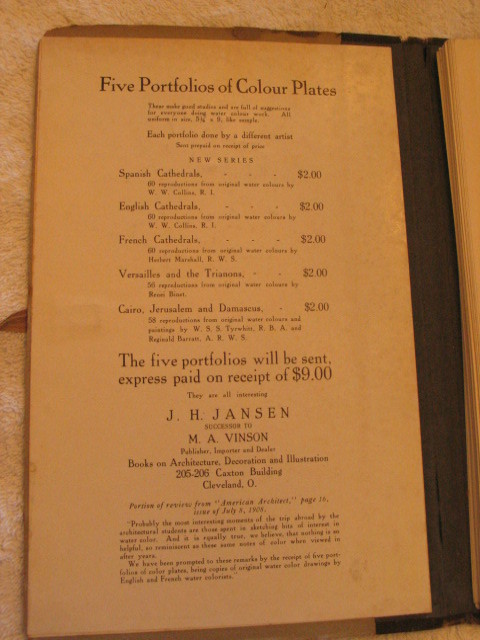 Five Portfolios of Colour Plates
These make good studies and are full of suggestions
for everyone doing water colour work. All
uniform in size, 5¾ x 9, like sample.
Each portfolio done by a different artist
Sent prepaid on receipt of price
NEW SERIES
Spanish Cathedrals, - - - $2.00
60 reproductions from original water colours by
W. W. Collins, R. I.
English Cathedrals, - - - $2.00
60 reproductions from original water colours by
W. W. Collins, R. I.
French Cathedrals, - - - $2.00
60 reproductions from original water colours by
Herbert Marshall, R. W. S.
Versailles and the Trianons, - - $2.00
56 reproductions from original water colours by
René Binet.
Cairo, Jerusalem and Damascus, - $2.00
58 reproductions from original water colours and
paintings by W. S. S. Tyrwhitt, R. B. A. and
Reginald Barratt, A. R. W. S.
The five portfolios will be sent,
express paid on receipt of $9.00
They are all interesting
J. H. JANSEN
SUCCESSOR TO
M. A. VINSON
Publisher, Importer and Dealer
Books on Architecture, Decoration and Illustration
205-206 Caxton Building
Cleveland, O.
Portion of review from "American Architect," page 16,
issue of July 8, 1908.
"Probably the most interesting moments of the trip abroad by the
architectural students are those spent in sketching bits of interest in
water color. And it is equally true, we believe, that nothing is so
helpful, so reminiscent as these same notes of color when viewed in
after years.
We have been prompted to these remarks by the receipt of five port-
folios of color plates, being copies of original water color drawings by
English and French water colorists.